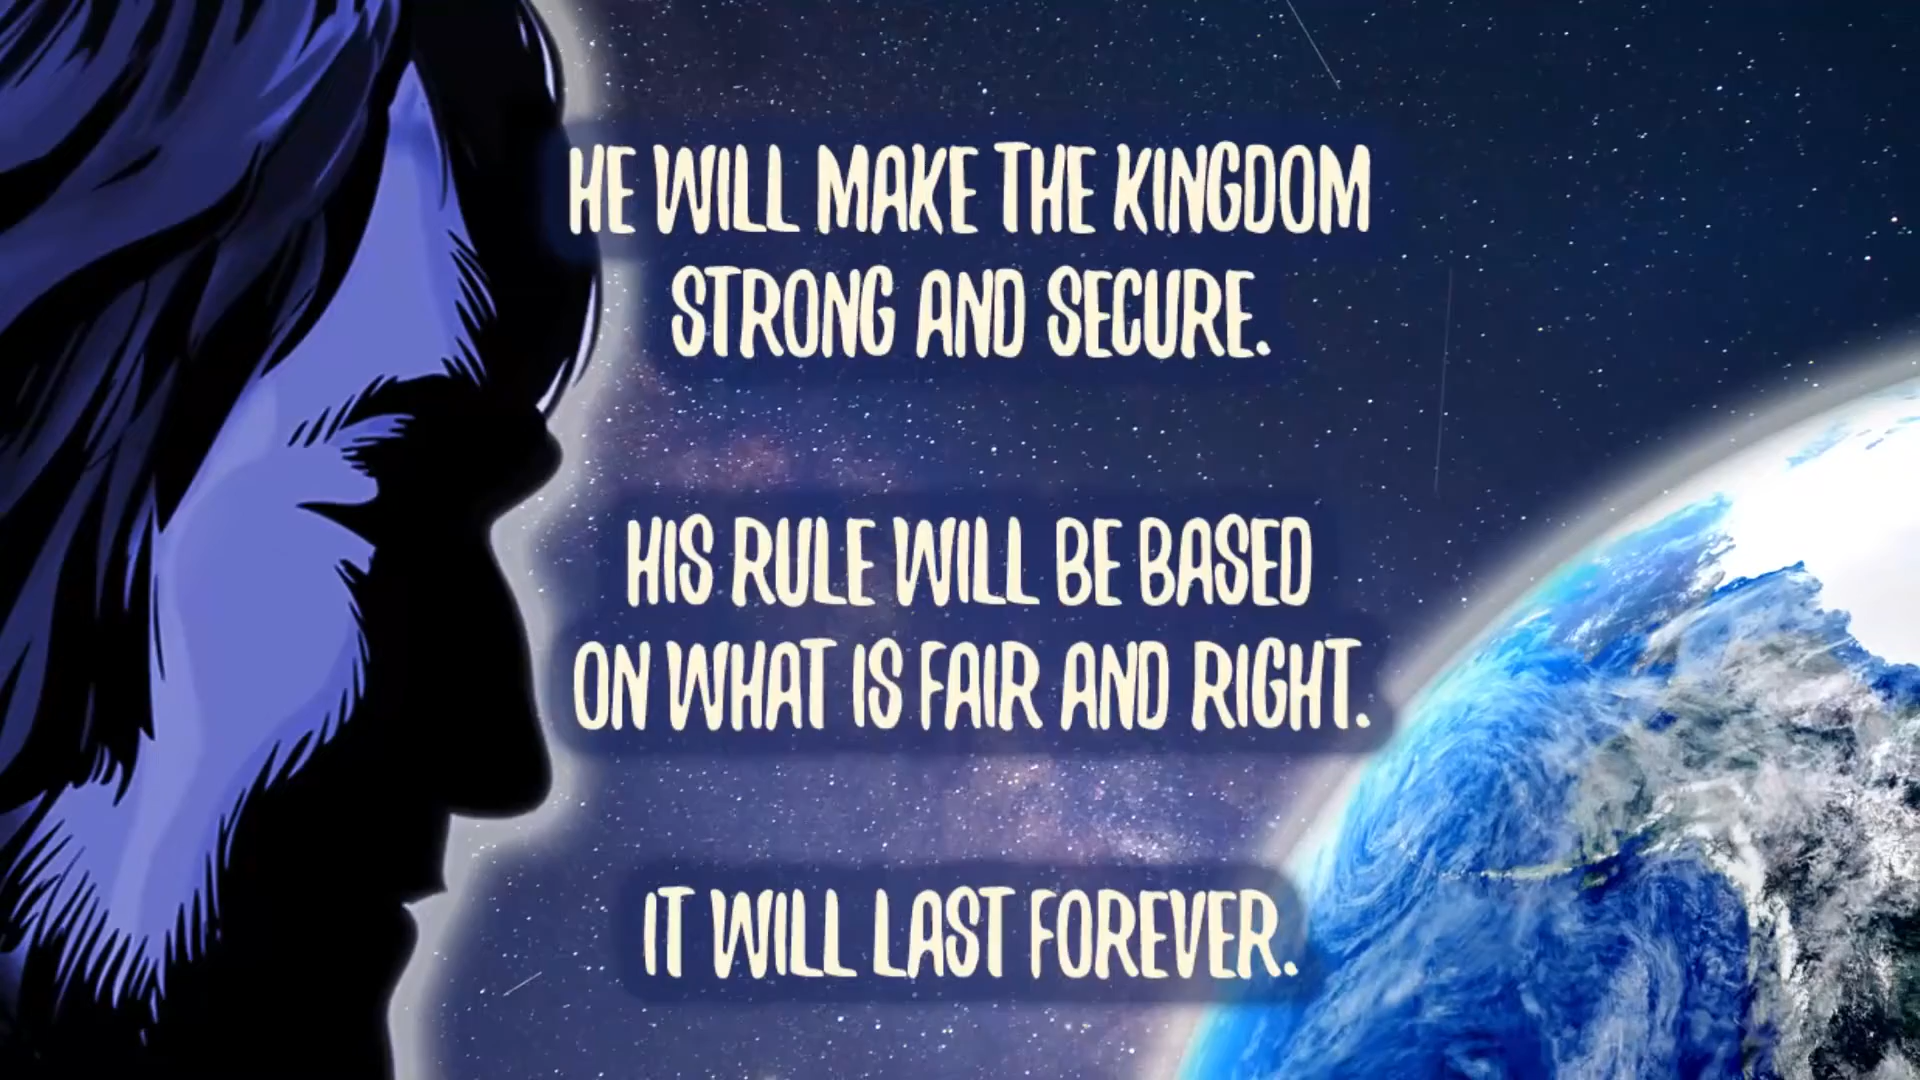 HE WILL MAKE THE KINGDOM
STRONG AND SECURE.
HIS RULE WILL BE BASED
ON WHAT IS FAIR AND RIGHT.
IT WILL LAST FOREVER.